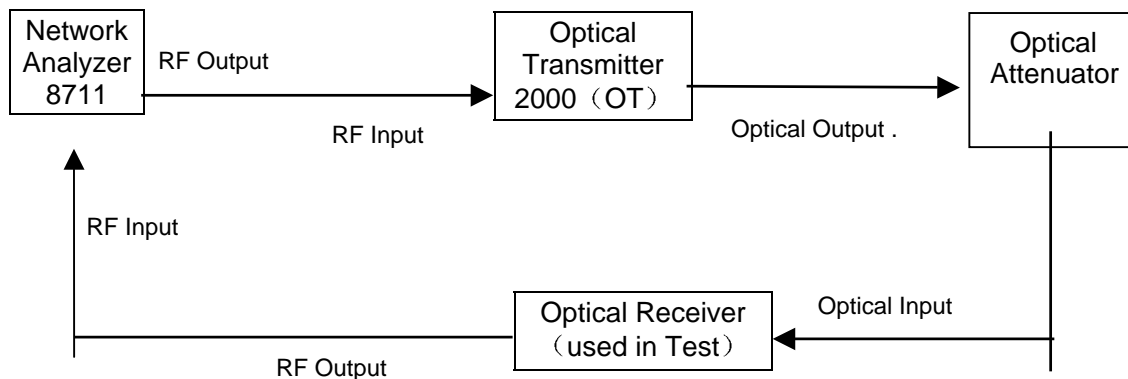 Network
Analyzer
8711
RF Output
RF Input
Optical
Transmitter
2000（OT）
Optical Output .
Optical
Attenuator
RF Input
Optical Input
Optical Receiver
（used in Test）
RF Output